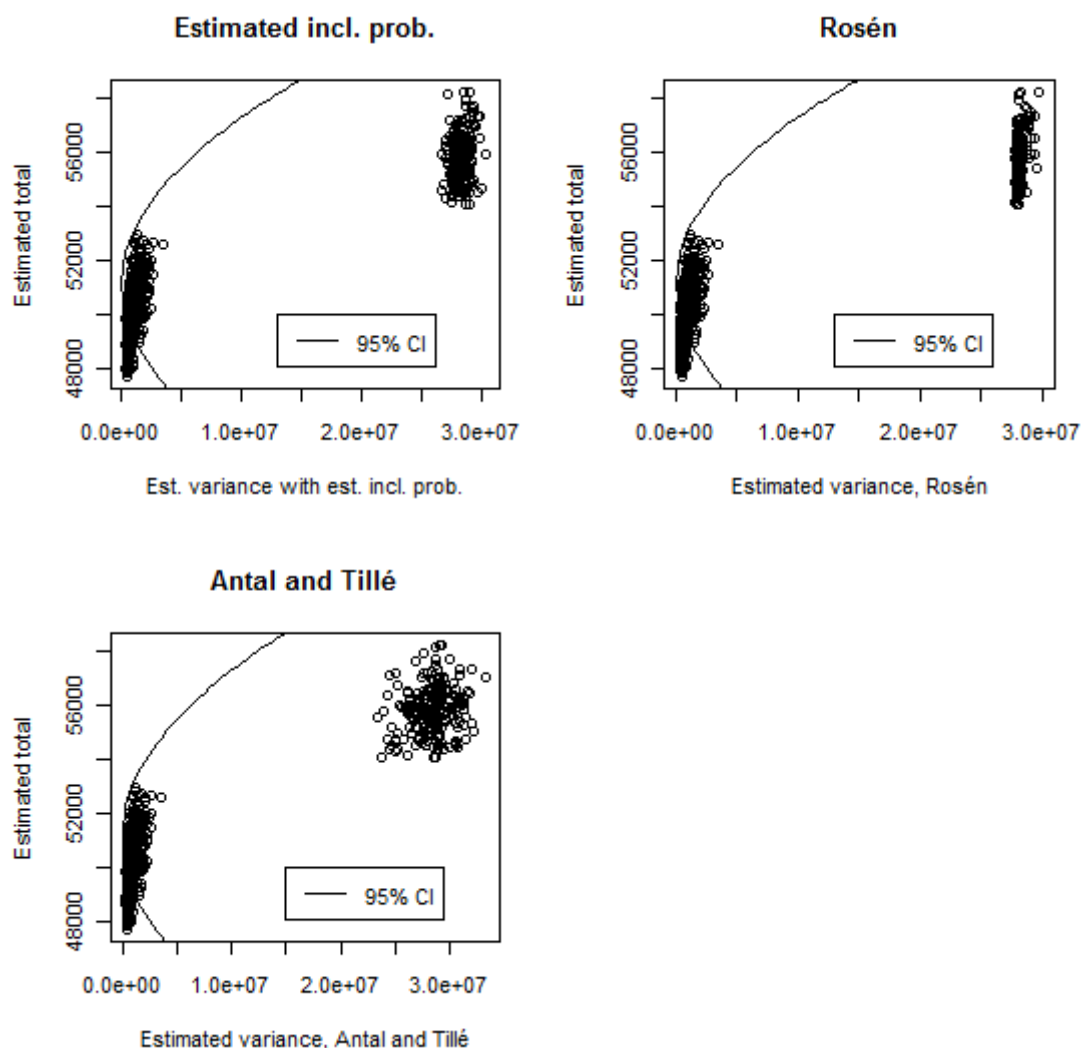 Estimated incl. prob.
Estimated total
48000 52000 56000
95% CI
0.0e+00 1.0e+07 2.0e+07 3.0e+07
Est. variance with est. incl. prob.
Rosén
Estimated total
48000 52000 56000
95% CI
0.0e+00 1.0e+07 2.0e+07 3.0e+07
Estimated variance, Rosén
Antal and Tillé
Estimated total
48000 52000 56000
95% CI
0.0e+00 1.0e+07 2.0e+07 3.0e+07
Estimated variance, Antal and Tillé